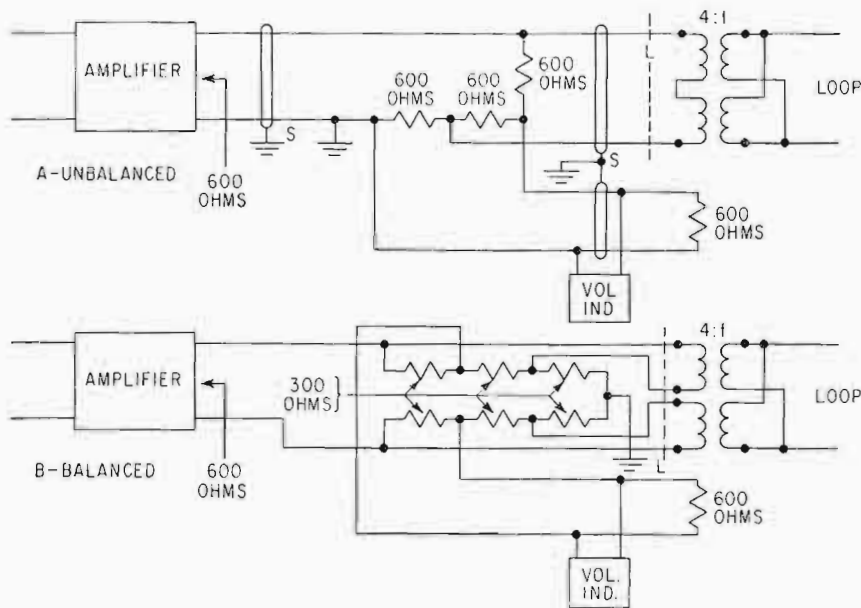 AMPLIFIER
600
OHMS
A-UNBALANCED
S
600
OHMS
600
OHMS
600
OHMS
S
L
4:1
LOOP
600
OHMS
VOL
IND
AMPLIFIER
600
OHMS
B-BALANCED
300
OHMS
L
4:1
LOOP
600
OHMS
VOL.
IND.